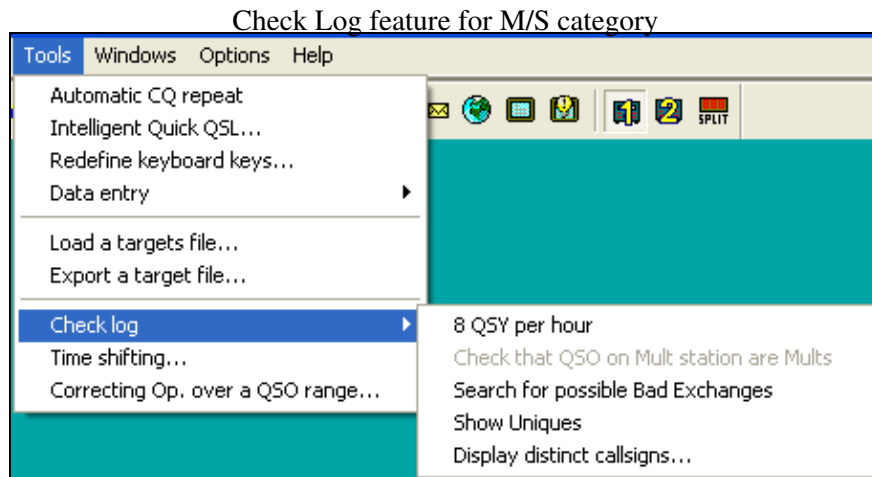 Check Log feature for M/S category
Tools Windows Options Help
Automatic CQ repeat
Intelligent Quick QSL...
Redefine keyboard keys...
Data entry
Load a targets file...
Export a target file...
Check log
Time shifting...
Correcting Op. over a QSO range...
1 2 SPLIT
8 QSY per hour
Check that QSO on Mult station are Mults
Search for possible Bad Exchanges
Show Uniques
Display distinct callsigns...